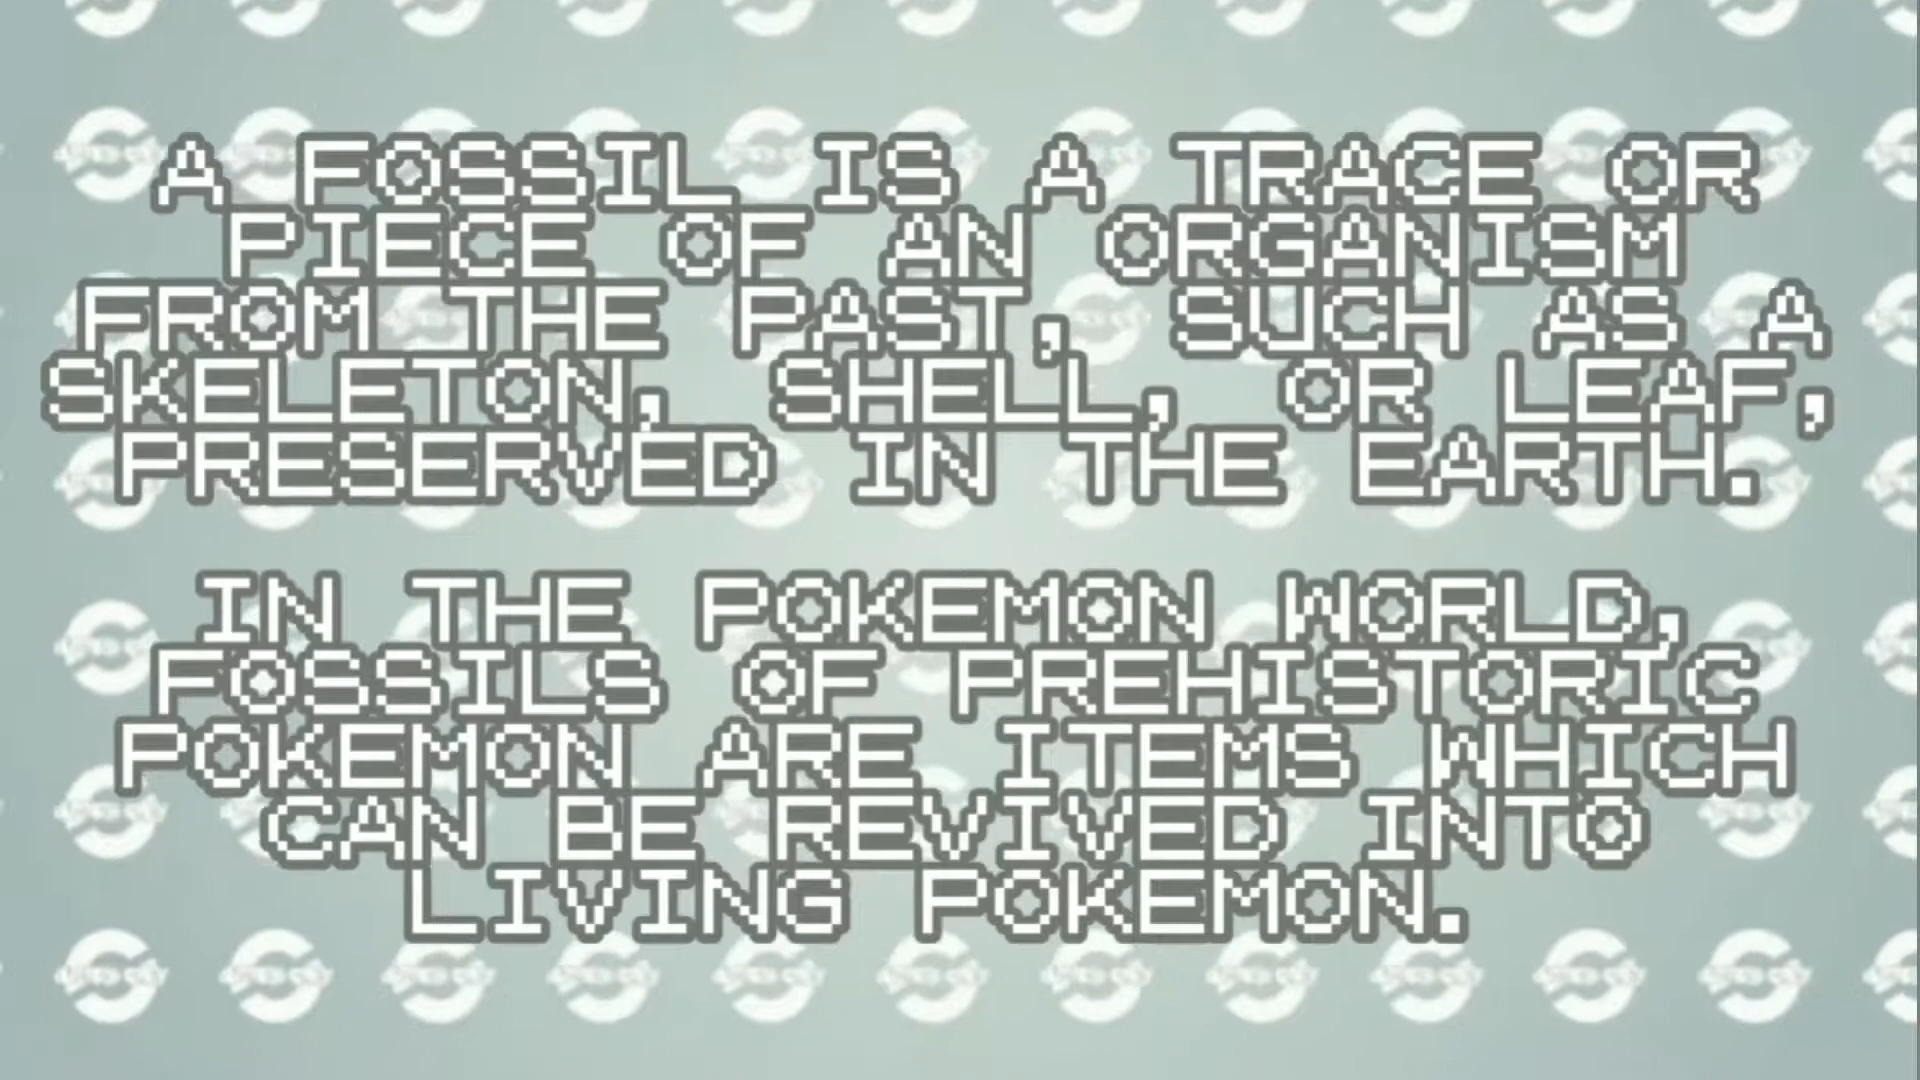 A FOSSIL IS A TRACE OR
PIECE OF AN ORGANISM
FROM THE PAST, SUCH AS A
SKELETON, SHELL, OR LEAF,
PRESERVED IN THE EARTH.
IN THE POKEMON WORLD,
FOSSILS OF PREHISTORIC
POKEMON ARE ITEMS WHICH
CAN BE REVIVED INTO
LIVING POKEMON.